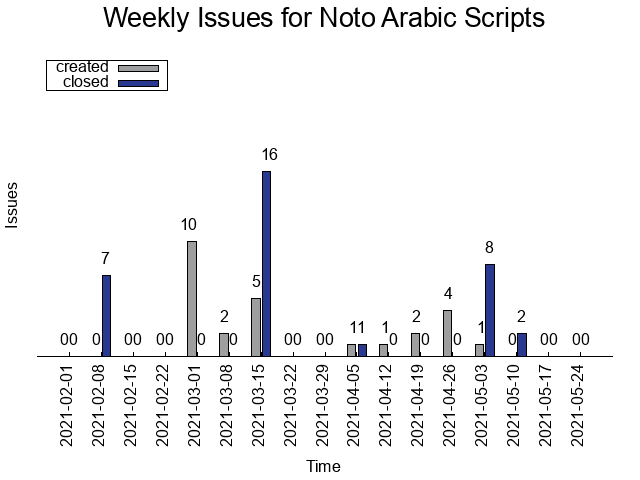 Weekly Issues for Noto Arabic Scripts
created
closed
Issues
00 0 7 00 00 10 0 2 0 5 16 00 00 11 1 0 2 0 4 0 1 8 0 2 00 00
2021-02-01
2021-02-08
2021-02-15
2021-02-22
2021-03-01
2021-03-08
2021-03-15
2021-03-22
2021-03-29
2021-04-05
2021-04-12
2021-04-19
2021-04-26
2021-05-03
2021-05-10
2021-05-17
2021-05-24
Time